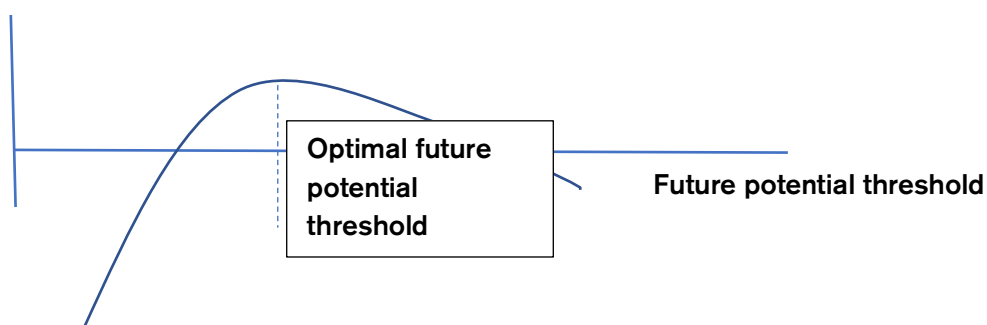 Optimal future
potential
threshold
Future potential threshold